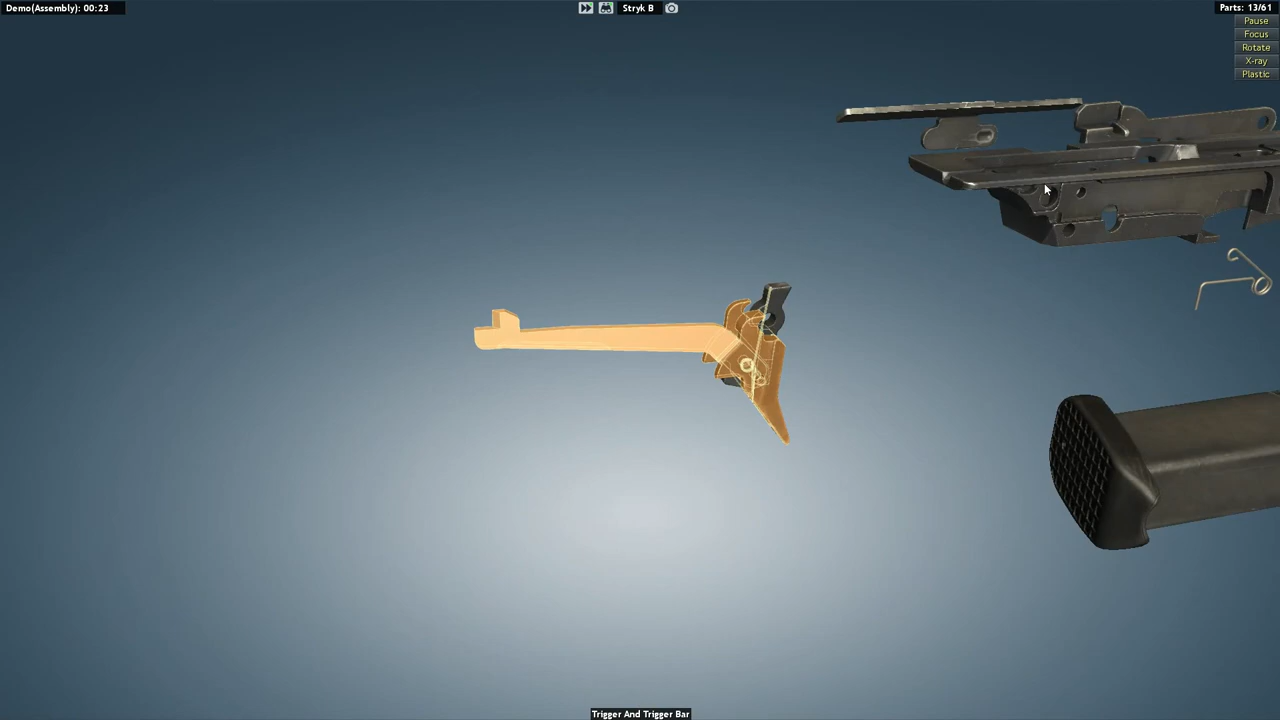 Demo(Assembly): 00:23
Stryk B
Parts: 13/61
Pause
Focus
Rotate
X-ray
Plastic
Trigger And Trigger Bar